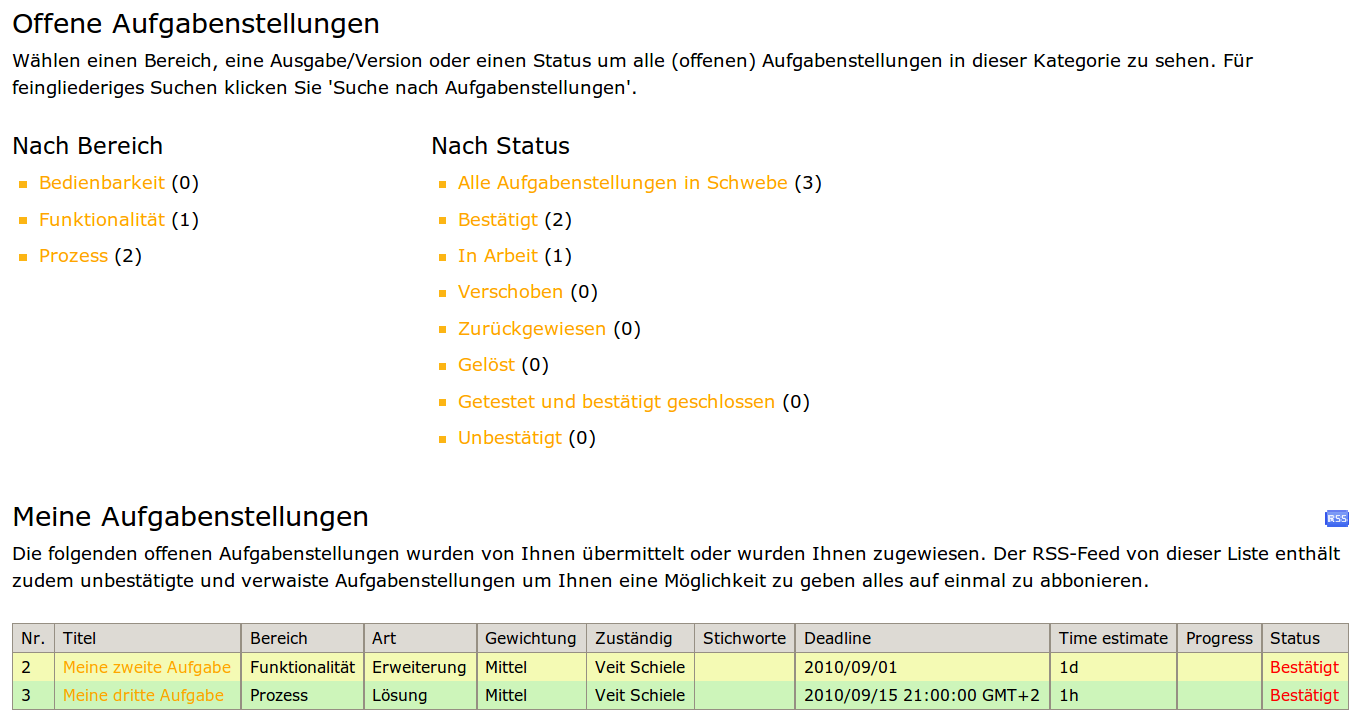 Offene Aufgabenstellungen
Wählen einen Bereich, eine Ausgabe/Version oder einen Status um alle (offenen) Aufgabenstellungen in dieser Kategorie zu sehen. Für
feingliederiges Suchen klicken Sie 'Suche nach Aufgabenstellungen'.
Nach Bereich
Bedienbarkeit (0)
Funktionalität (1)
Prozess (2)
Nach Status
Alle Aufgabenstellungen in Schwebe (3)
Bestätigt (2)
In Arbeit (1)
Verschoben (0)
Zurückgewiesen (0)
Gelöst (0)
Getestet und bestätigt geschlossen (0)
Unbestätigt (0)
Meine Aufgabenstellungen
RSS
Die folgenden offenen Aufgabenstellungen wurden von Ihnen übermittelt oder wurden Ihnen zugewiesen. Der RSS-Feed von dieser Liste enthält
zudem unbestätigte und verwaiste Aufgabenstellungen um Ihnen eine Möglichkeit zu geben alles auf einmal zu abbonieren.
Nr. Titel Bereich Art Gewichtung Zuständig Stichworte Deadline Time estimate Progress Status
2 Meine zweite Aufgabe Funktionalität Erweiterung Mittel Veit Schiele 2010/09/01 1d Bestätigt
3 Meine dritte Aufgabe Prozess Lösung Mittel Veit Schiele 2010/09/15 21:00:00 GMT+2 1h Bestätigt